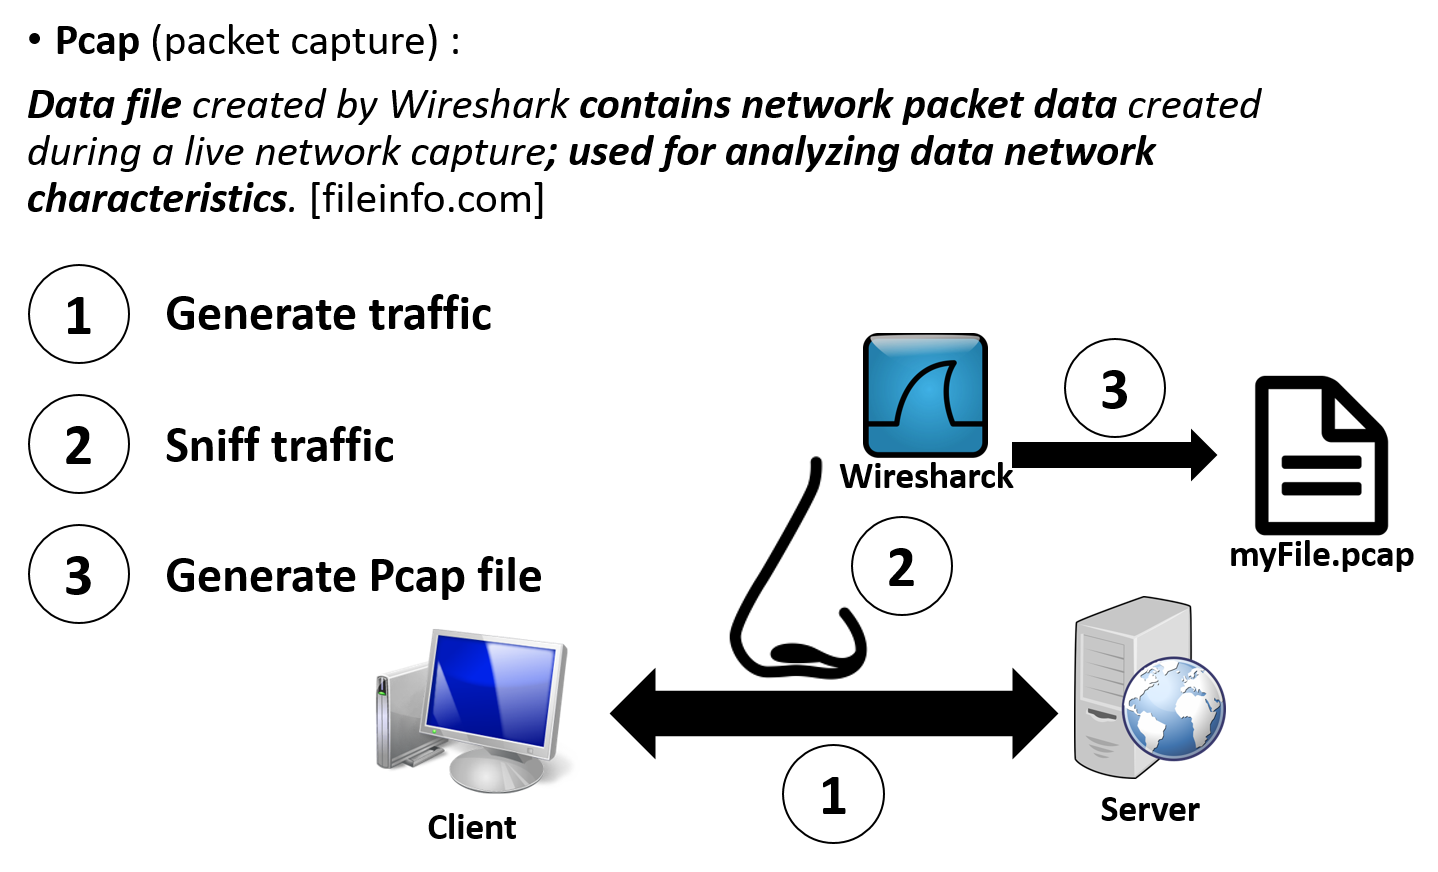 • Pcap (packet capture) :
Data file created by Wireshark contains network packet data created
during a live network capture; used for analyzing data network
characteristics. [fileinfo.com]
1 Generate traffic
2 Sniff traffic
3 Generate Pcap file
3
Wiresharck
2
myFile.pcap
1
Client
Server